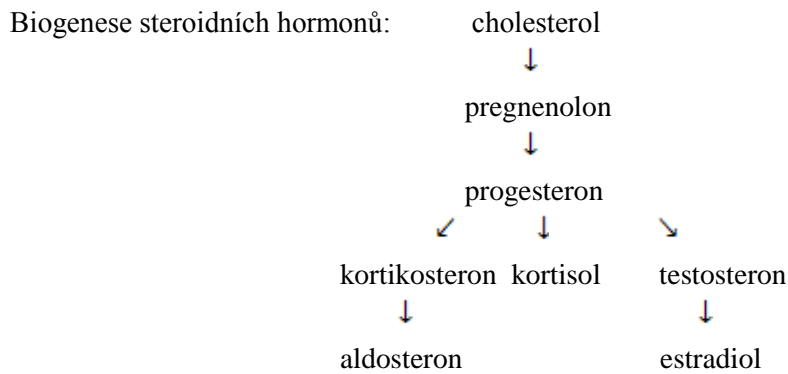 Biogenese steroidních hormonů: cholesterol
↓
pregnenolon
↓
progesteron
↙ ↓ ↘
kortikosteron kortisol testosteron
↓ ↓
aldosteron estradiol